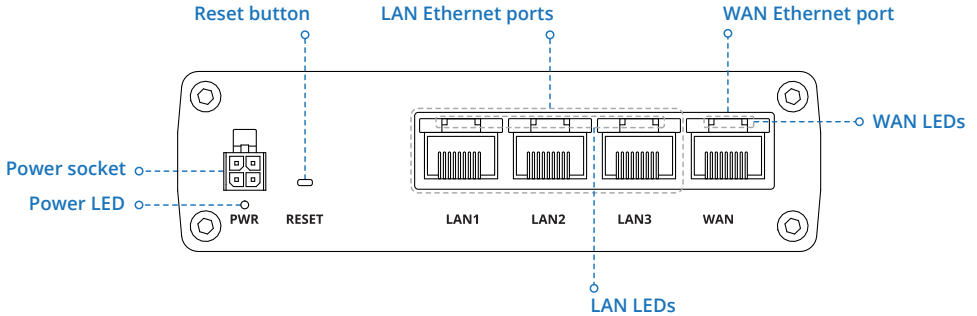 Reset button
LAN Ethernet ports
WAN Ethernet port
WAN LEDs
Power socket
Power LED
PWR
RESET
LAN1
LAN2
LAN3
WAN
LAN LEDs